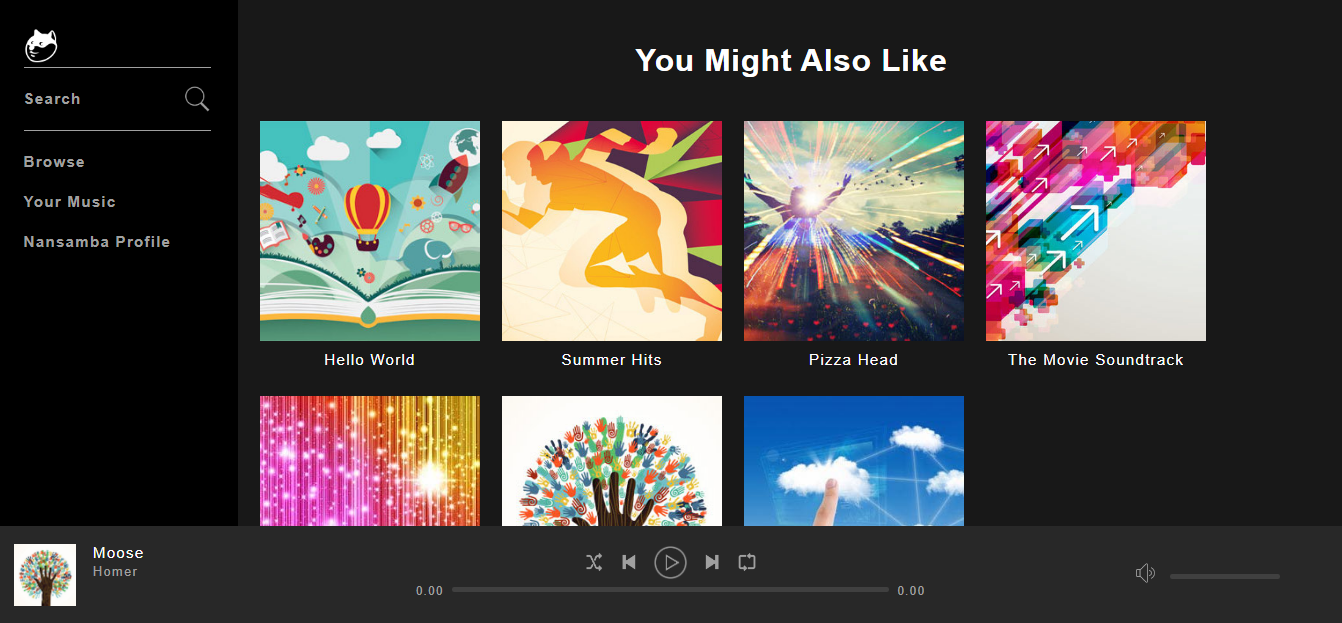 Search
Browse
Your Music
Nansamba Profile
You Might Also Like
Hello World
Summer Hits
Pizza Head
The Movie Soundtrack
Moose
Homer
0.00
0.00